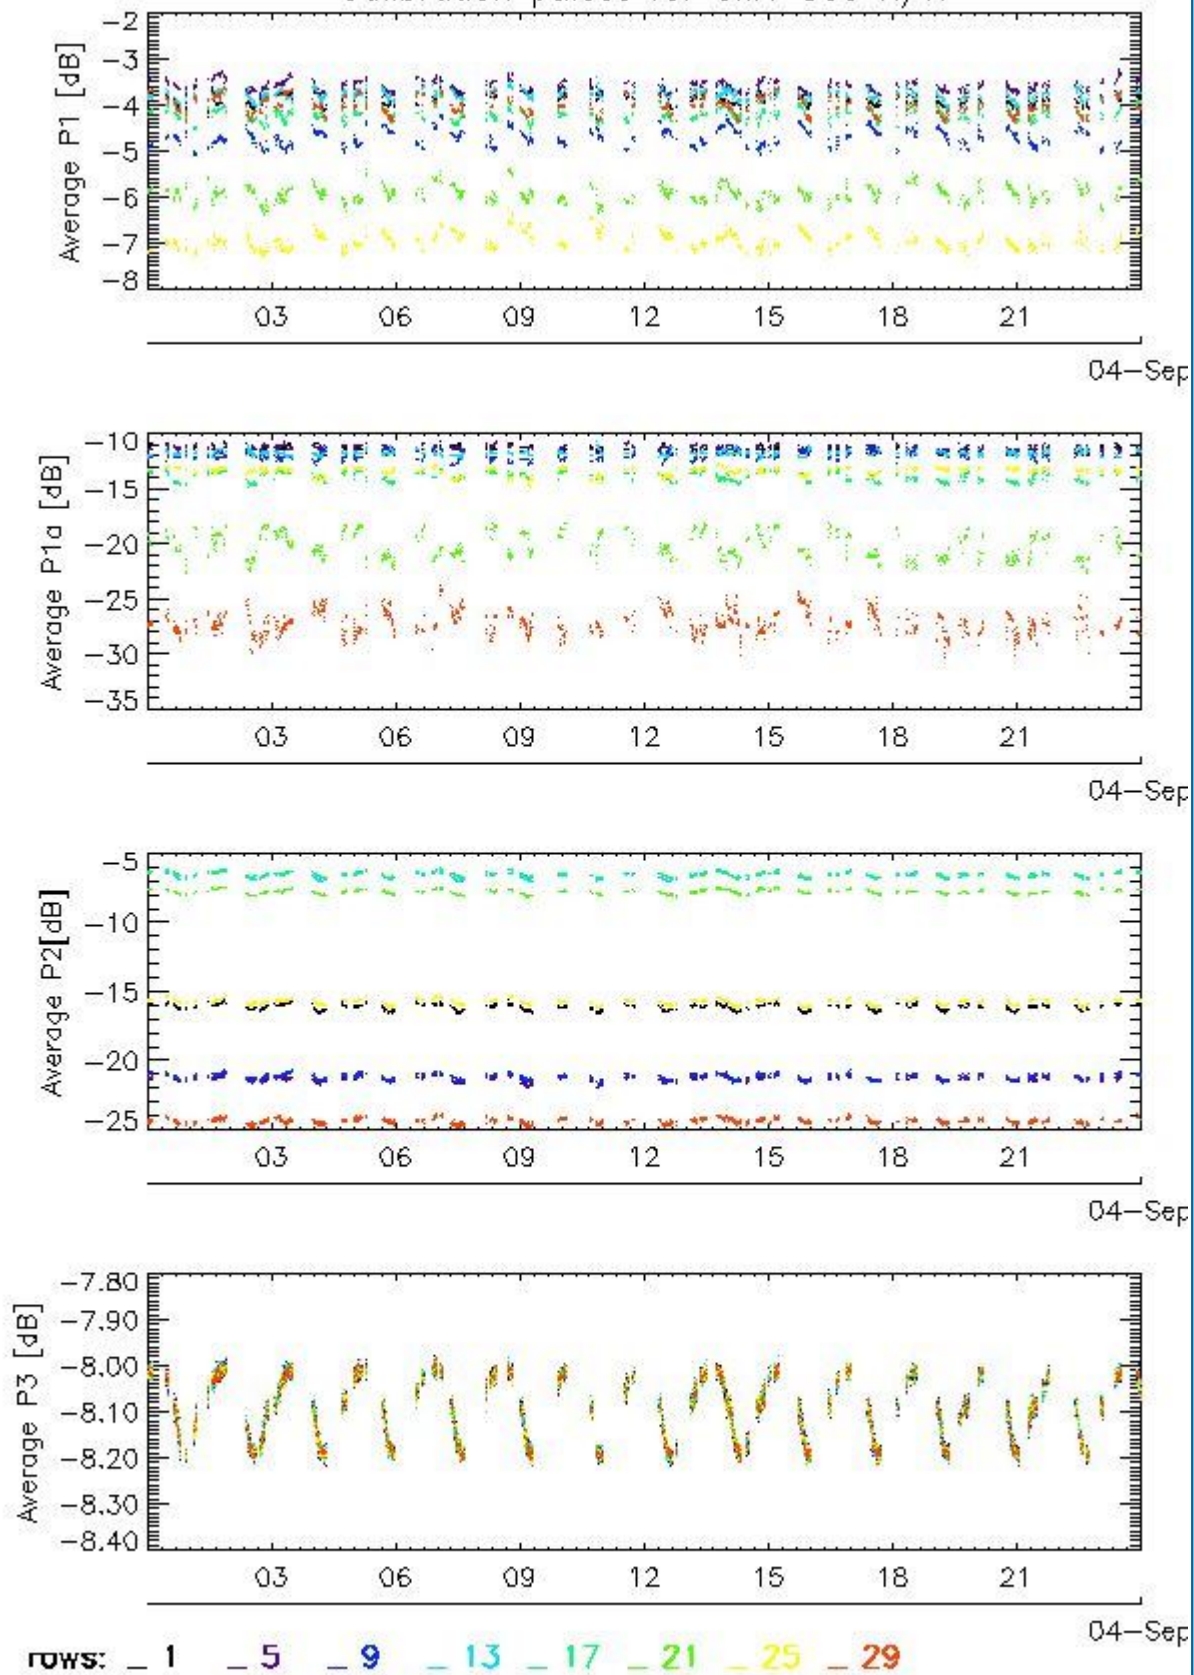 -2
-3
-4
-5
-6
-7
-8
Average P1 [dB]
03 06 09 12 15 18 21
04-Sep
-10
-15
-20
-25
-30
-35
Average P1a [dB]
03 06 09 12 15 18 21
04-Sep
-5
-10
-15
-20
-25
Average P2[dB]
03 06 09 12 15 18 21
04-Sep
-7.80
-7.90
-8.00
-8.10
-8.20
-8.30
-8.40
Average P3 [dB]
03 06 09 12 15 18 21
04-Sep
rows: _ 1 _ 5 _ 9 _ 13 _ 17 _ 21 _ 25 _ 29